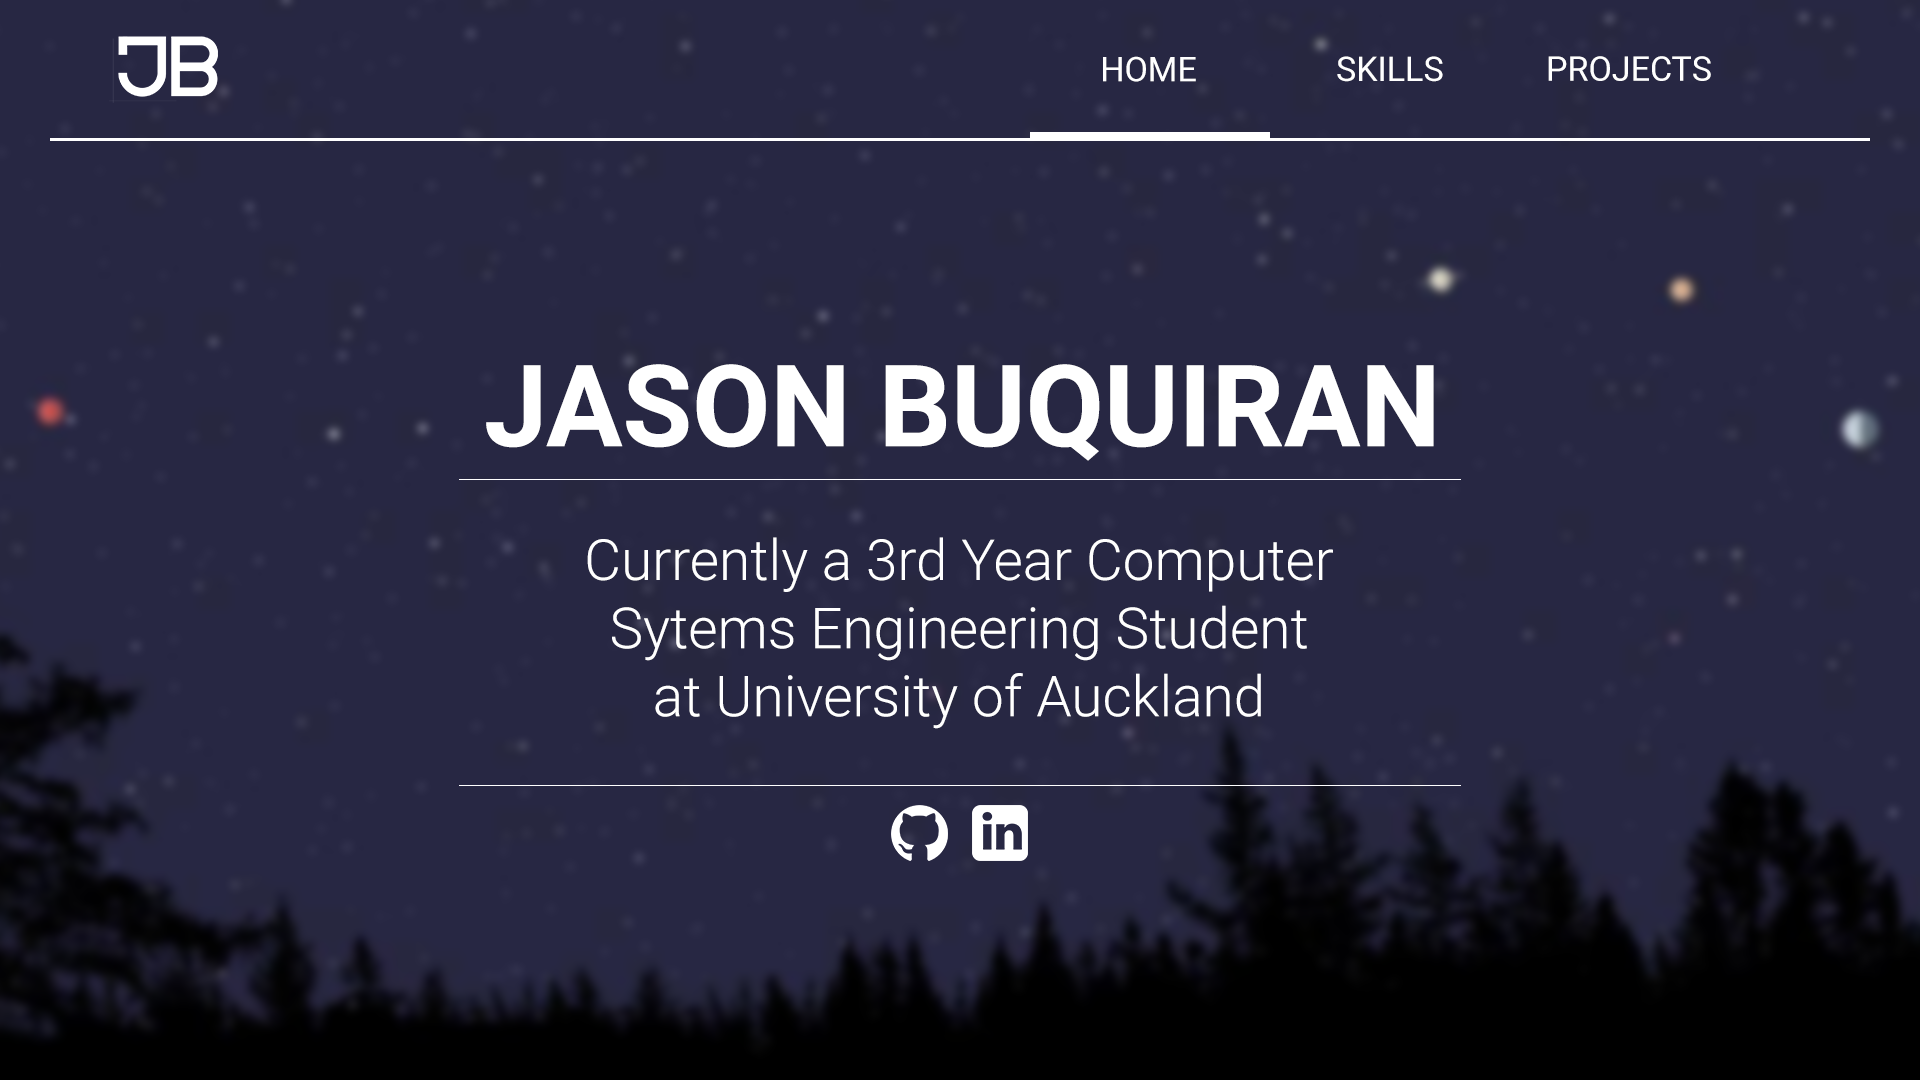 JB
HOME SKILLS PROJECTS
JASON BUQUIRAN
Currently a 3rd Year Computer
Sytems Engineering Student
at University of Auckland
in